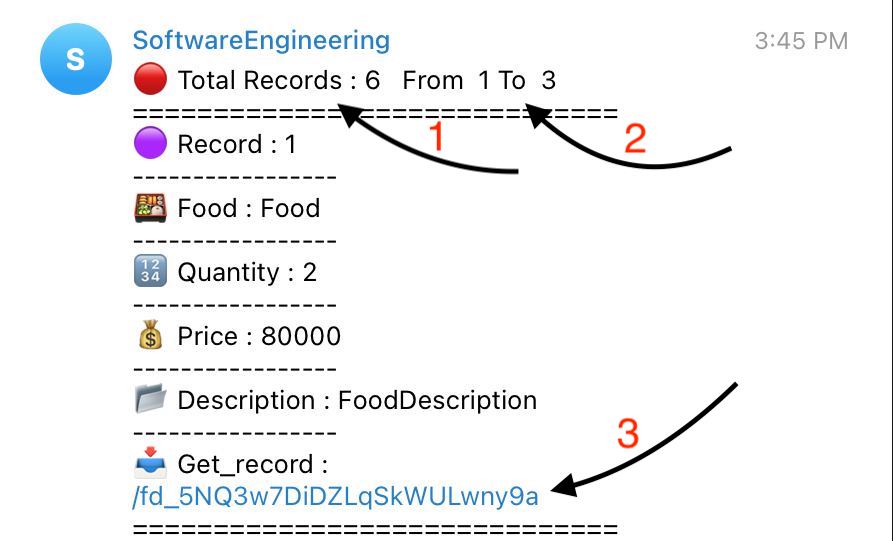 S
SoftwareEngineering 3:45 PM
🔴 Total Records : 6 From 1 To 3
==============================
1 2
🟣 Record : 1
-----------------
🍱 Food : Food
-----------------
🔢 Quantity : 2
-----------------
💰 Price : 80000
-----------------
📂 Description : FoodDescription
-----------------
3
📥 Get_record :
/fd_5NQ3w7DiDZLqSkWULwny9a
==============================